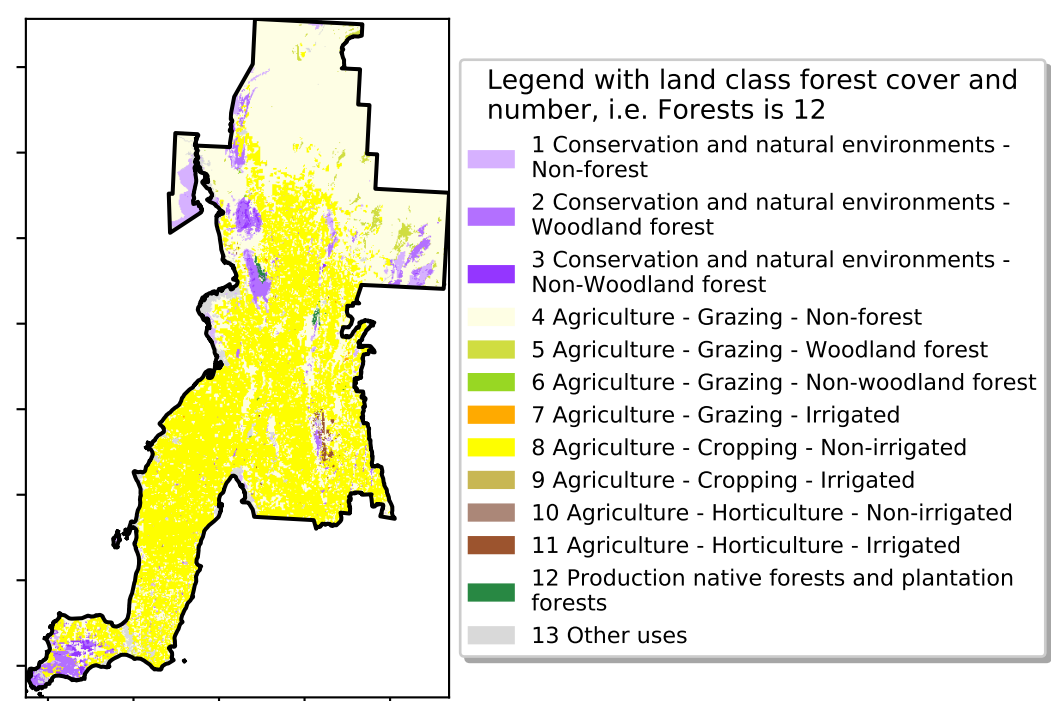 Legend with land class forest cover and
number, i.e. Forests is 12
1 Conservation and natural environments -
Non-forest
2 Conservation and natural environments -
Woodland forest
3 Conservation and natural environments -
Non-Woodland forest
4 Agriculture - Grazing - Non-forest
5 Agriculture - Grazing - Woodland forest
6 Agriculture - Grazing - Non-woodland forest
7 Agriculture - Grazing - Irrigated
8 Agriculture - Cropping - Non-irrigated
9 Agriculture - Cropping - Irrigated
10 Agriculture - Horticulture - Non-irrigated
11 Agriculture - Horticulture - Irrigated
12 Production native forests and plantation
forests
13 Other uses